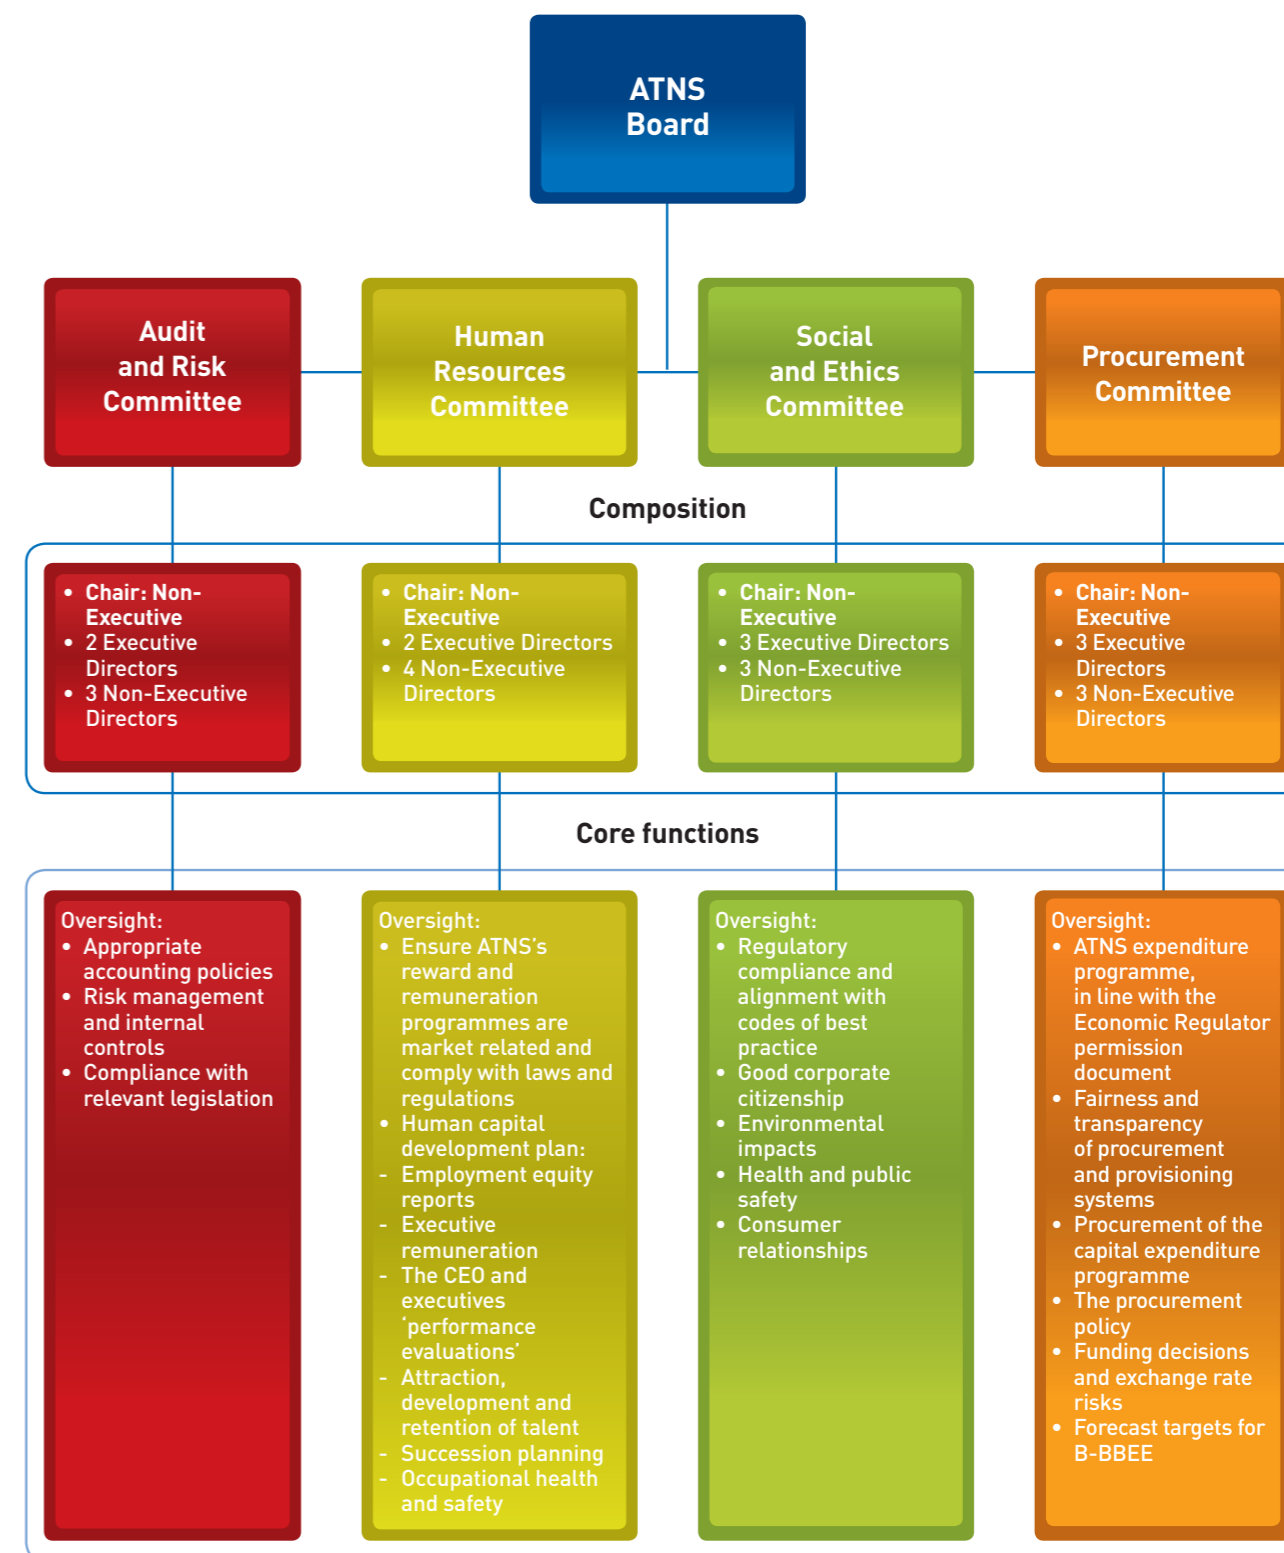 ATNS
Board
Audit
and Risk
Committee
Human
Resources
Committee
Social
and Ethics
Committee
Procurement
Committee
Composition
• Chair: Non-
Executive
• 2 Executive
Directors
• 3 Non-Executive
Directors
• Chair: Non-
Executive
• 2 Executive Directors
• 4 Non-Executive
Directors
• Chair: Non-
Executive
• 3 Executive Directors
• 3 Non-Executive
Directors
• Chair: Non-
Executive
• 3 Executive
Directors
• 3 Non-Executive
Directors
Core functions
Oversight:
• Appropriate
accounting policies
• Risk management
and internal
controls
• Compliance with
relevant legislation
Oversight:
• Ensure ATNS’s
reward and
remuneration
programmes are
market related and
comply with laws and
regulations
• Human capital
development plan:
- Employment equity
reports
- Executive
remuneration
- The CEO and
executives
‘performance
evaluations’
- Attraction,
development and
retention of talent
- Succession planning
- Occupational health
and safety
Oversight:
• Regulatory
compliance and
alignment with
codes of best
practice
• Good corporate
citizenship
• Environmental
impacts
• Health and public
safety
• Consumer
relationships
Oversight:
• ATNS expenditure
programme,
in line with the
Economic Regulator
permission
document
• Fairness and
transparency
of procurement
and provisioning
systems
• Procurement of the
capital expenditure
programme
• The procurement
policy
• Funding decisions
and exchange rate
risks
• Forecast targets for
B-BBEE